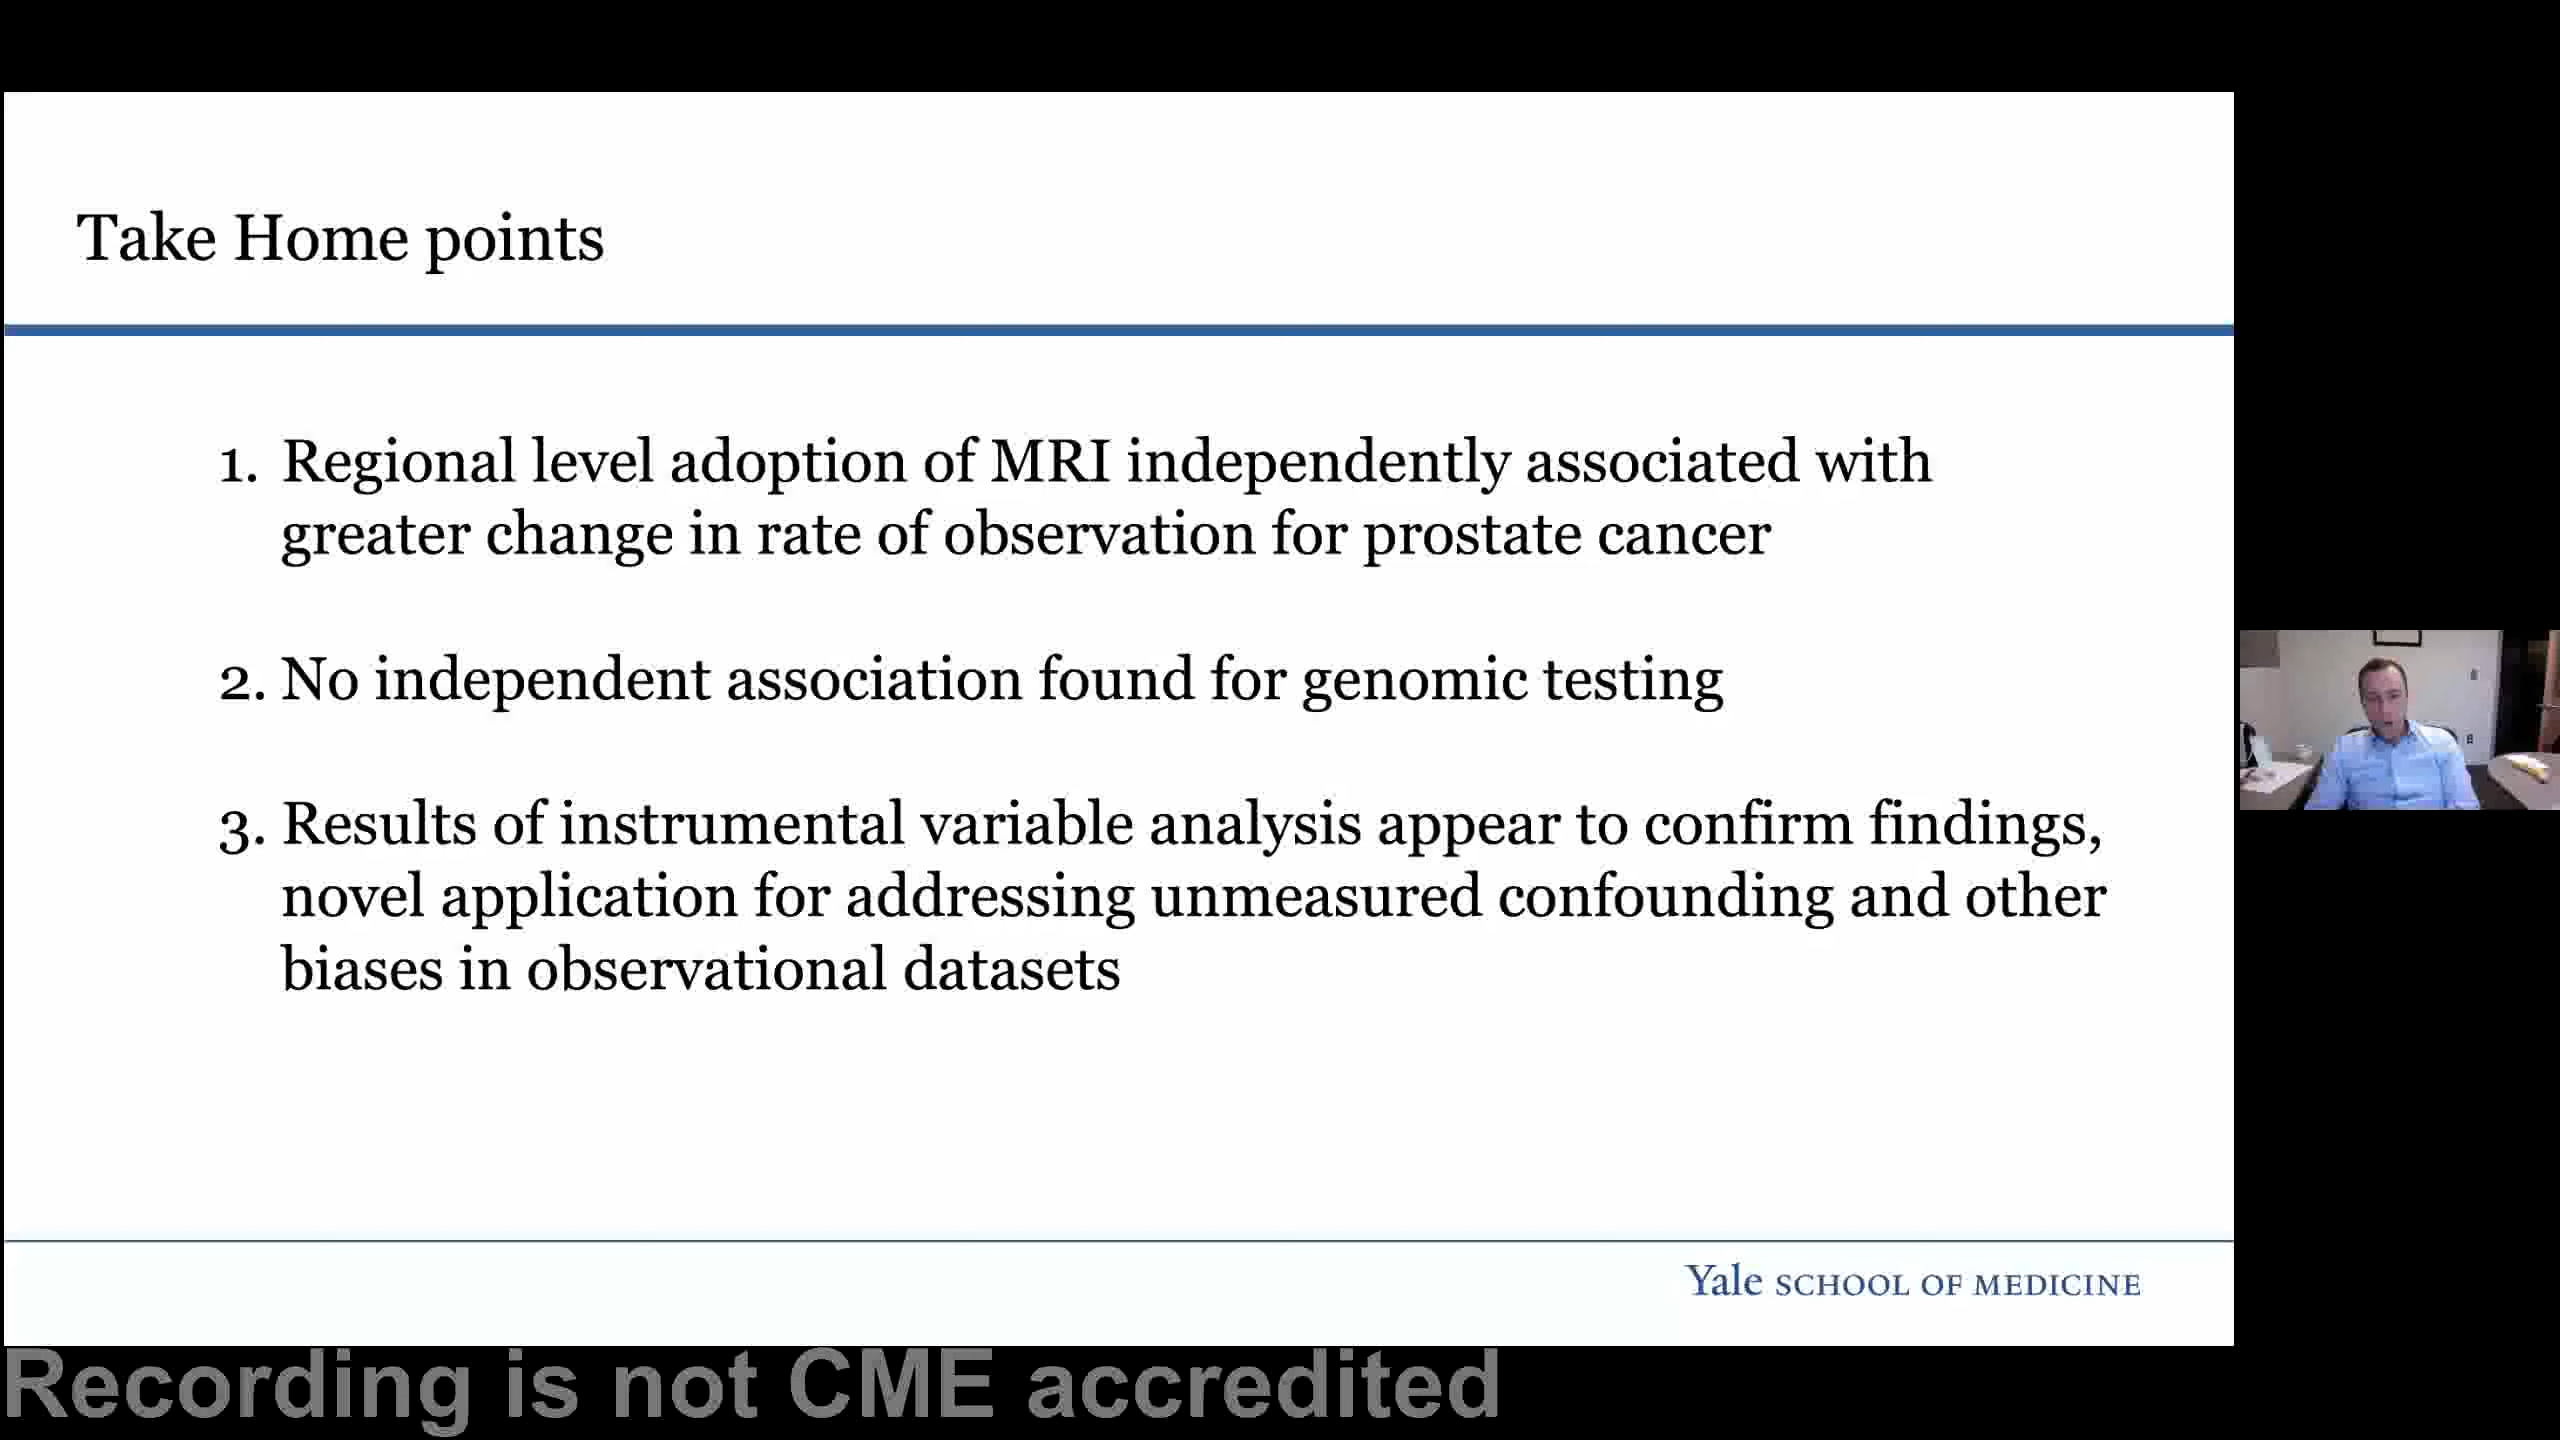 Take Home points
1. Regional level adoption of MRI independently associated with
greater change in rate of observation for prostate cancer
2. No independent association found for genomic testing
3. Results of instrumental variable analysis appear to confirm findings,
novel application for addressing unmeasured confounding and other
biases in observational datasets
Yale SCHOOL OF MEDICINE
Recording is not CME accredited